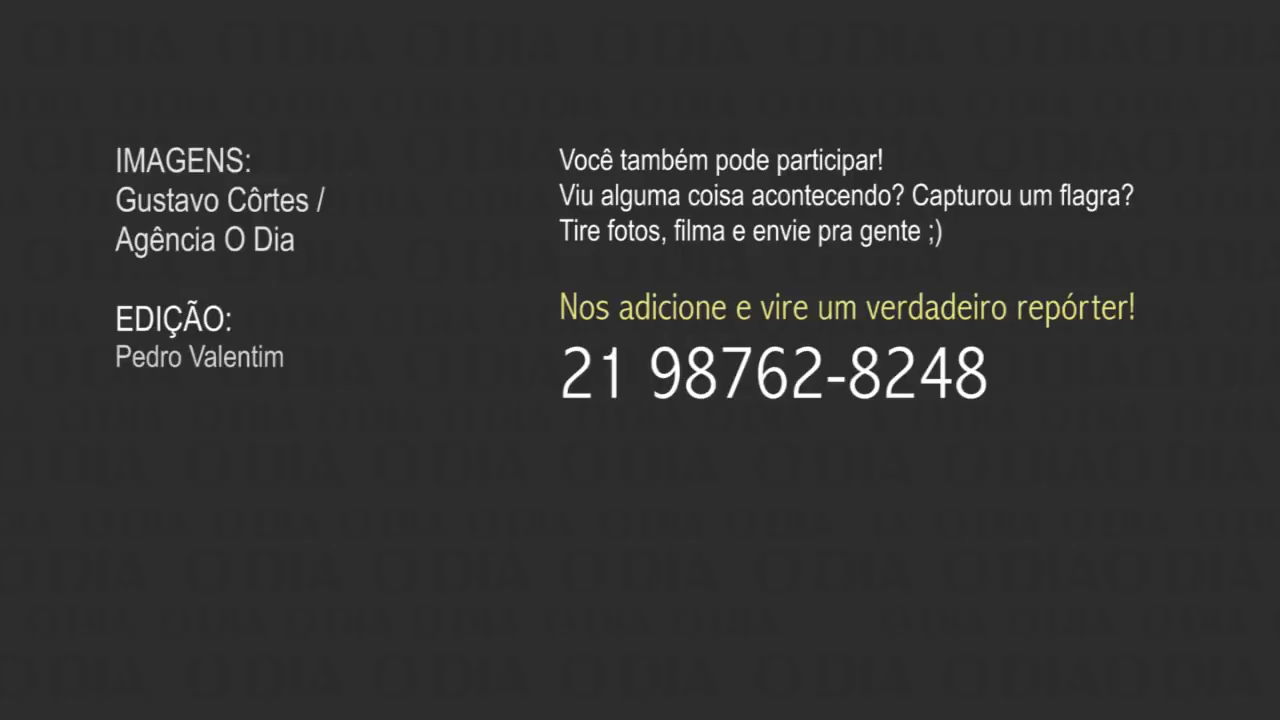 IMAGENS:
Gustavo Côrtes /
Agência O Dia
EDIÇÃO:
Pedro Valentim
Você também pode participar!
Viu alguma coisa acontecendo? Capturou um flagra?
Tire fotos, filma e envie pra gente ;)
Nos adicione e vire um verdadeiro repórter!
21 98762-8248